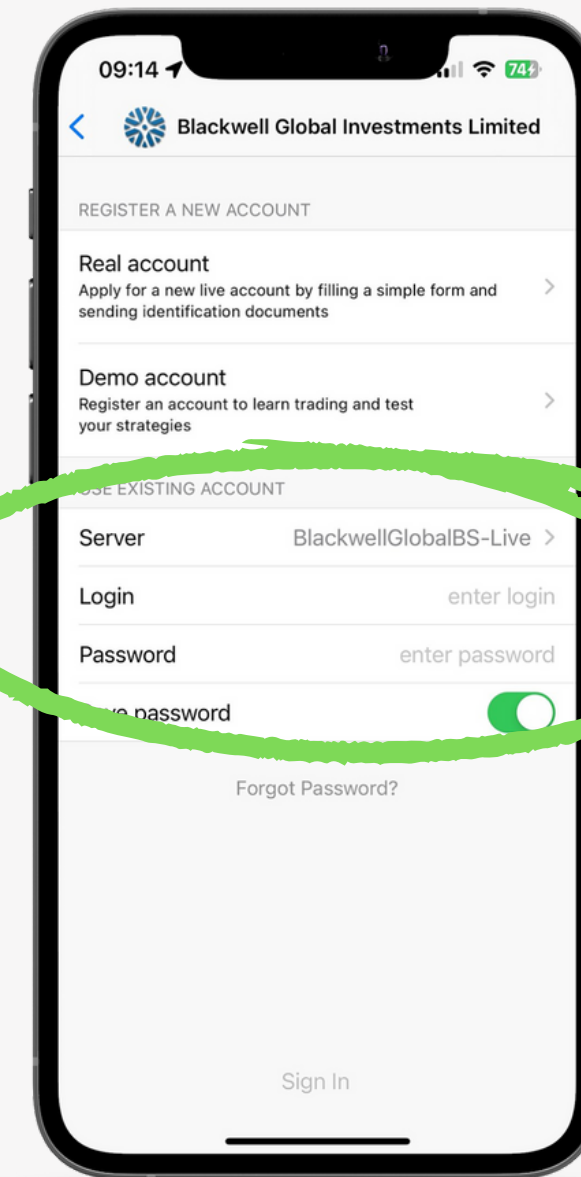 09:14
74
Blackwell Global Investments Limited
REGISTER A NEW ACCOUNT
Real account
Apply for a new live account by filling a simple form and
sending identification documents
Demo account
Register an account to learn trading and test
your strategies
USE EXISTING ACCOUNT
Server BlackwellGlobalBS-Live
Login enter login
Password enter password
password
Forgot Password?
Sign In